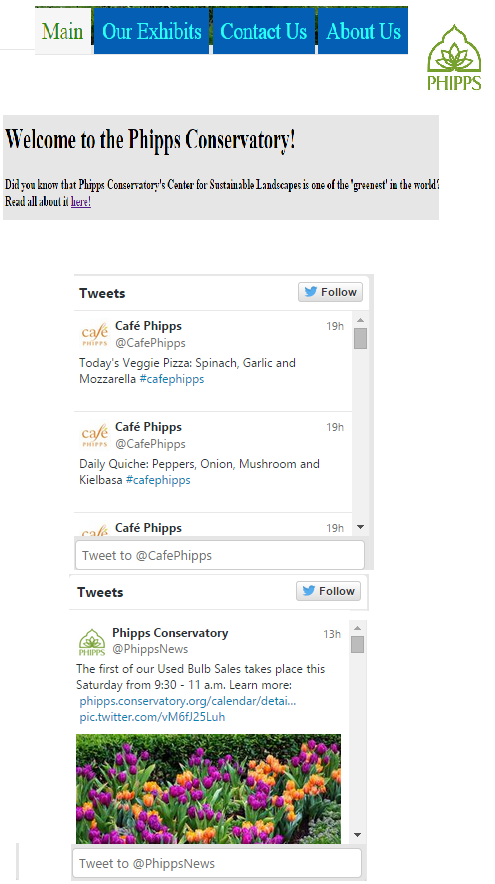 Main Our Exhibits Contact Us About Us
PHIPPS
Welcome to the Phipps Conservatory!
Did you know that Phipps Conservatory's Center for Sustainable Landscapes is one of the 'greenest' in the world?
Read all about it here!
Tweets Follow
café PHIPPS
Café Phipps 19h
@CafePhipps
Today's Veggie Pizza: Spinach, Garlic and
Mozzarella #cafephipps
café PHIPPS
Café Phipps 19h
@CafePhipps
Daily Quiche: Peppers, Onion, Mushroom and
Kielbasa #cafephipps
café
Café Phipps 19h
Tweet to @CafePhipps
Tweets Follow
PHIPPS
Phipps Conservatory 13h
@PhippsNews
The first of our Used Bulb Sales takes place this
Saturday from 9:30 - 11 a.m. Learn more:
phipps.conservatory.org/calendar/detai...
pic.twitter.com/vM6fJ25Luh
Tweet to @PhippsNews